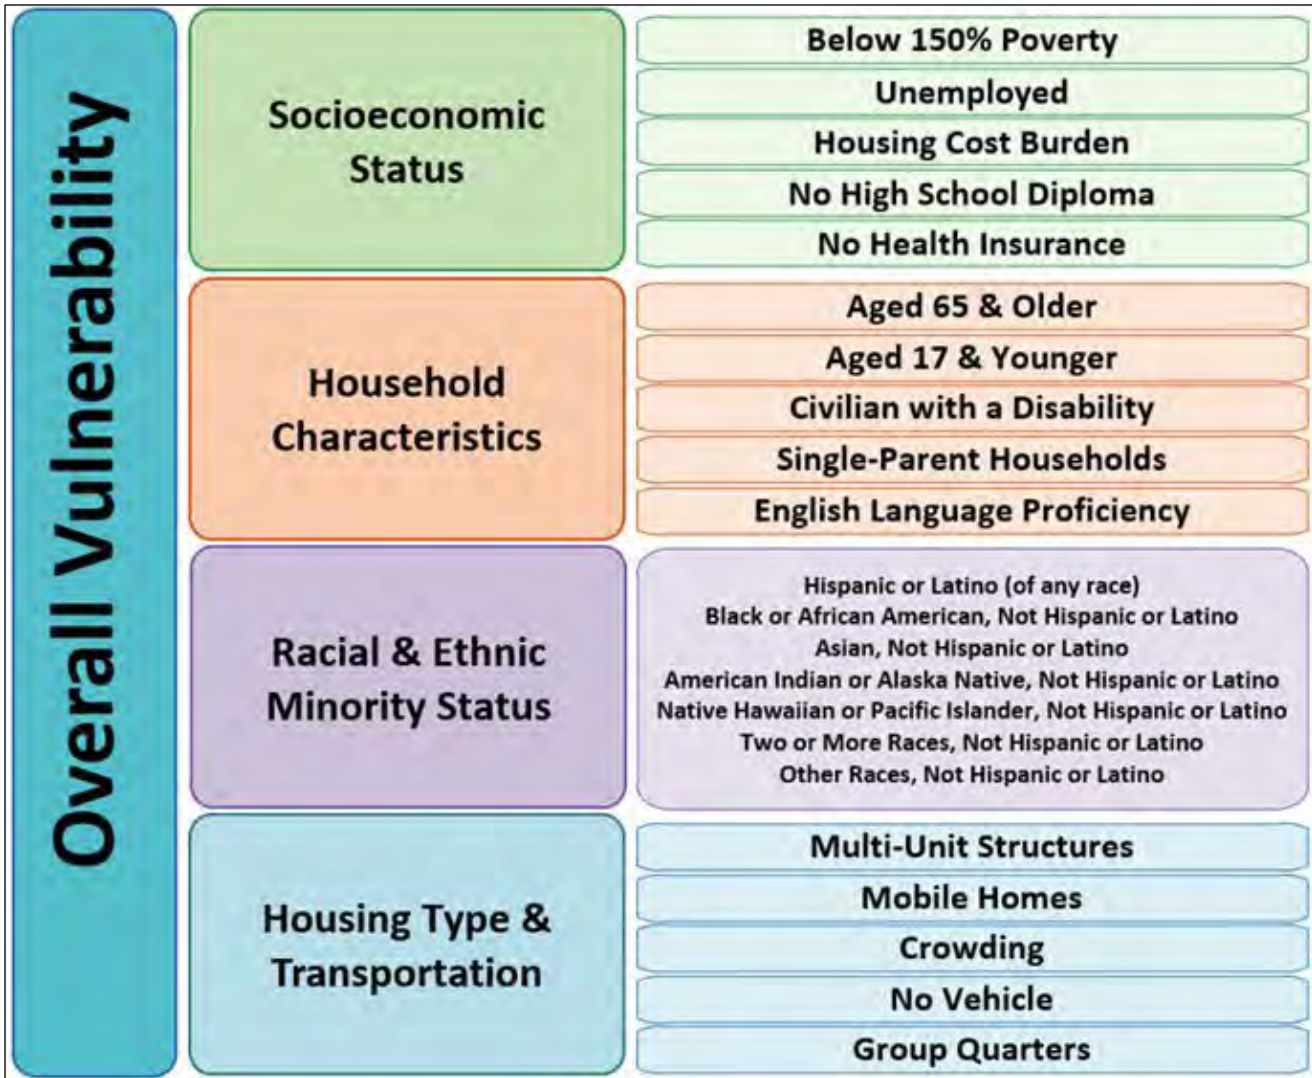 Overall Vulnerability
Socioeconomic
Status
Below 150% Poverty
Unemployed
Housing Cost Burden
No High School Diploma
No Health Insurance
Household
Characteristics
Aged 65 & Older
Aged 17 & Younger
Civilian with a Disability
Single-Parent Households
English Language Proficiency
Racial & Ethnic
Minority Status
Hispanic or Latino (of any race)
Black or African American, Not Hispanic or Latino
Asian, Not Hispanic or Latino
American Indian or Alaska Native, Not Hispanic or Latino
Native Hawaiian or Pacific Islander, Not Hispanic or Latino
Two or More Races, Not Hispanic or Latino
Other Races, Not Hispanic or Latino
Housing Type &
Transportation
Multi-Unit Structures
Mobile Homes
Crowding
No Vehicle
Group Quarters